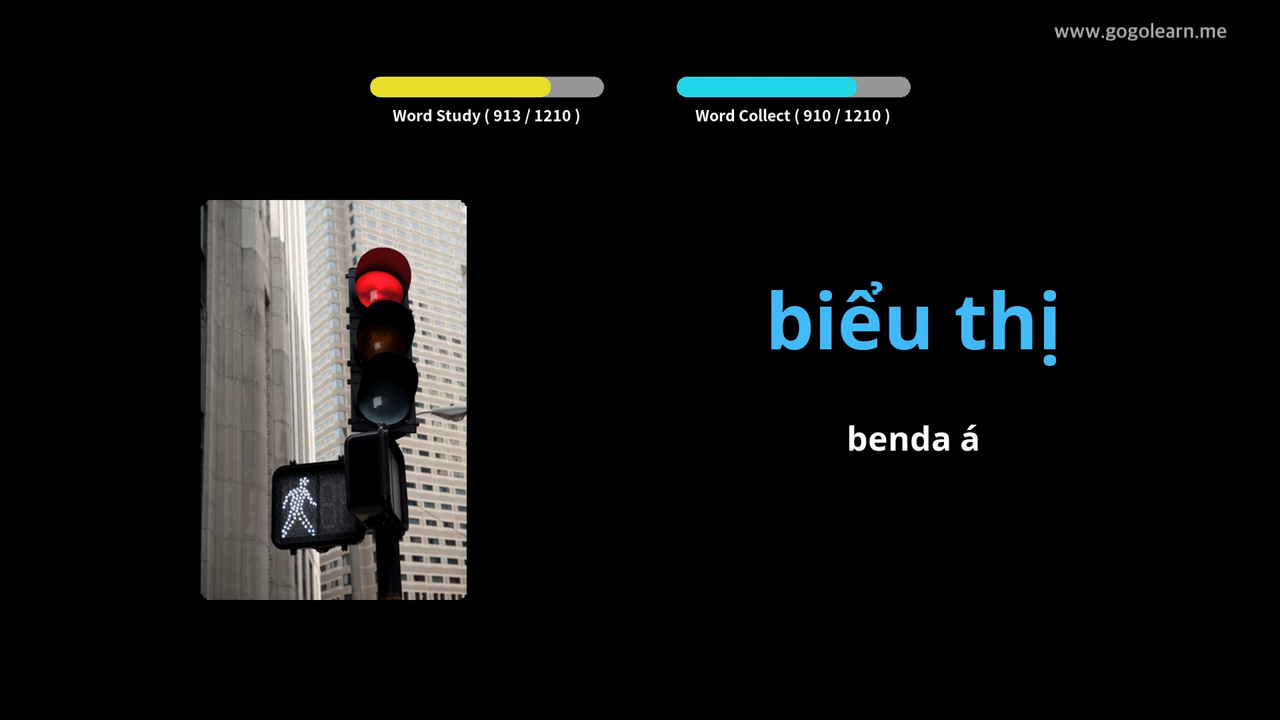 www.gogolearn.me
Word Study ( 913 / 1210 )
Word Collect ( 910 / 1210 )
biểu thị
benda á